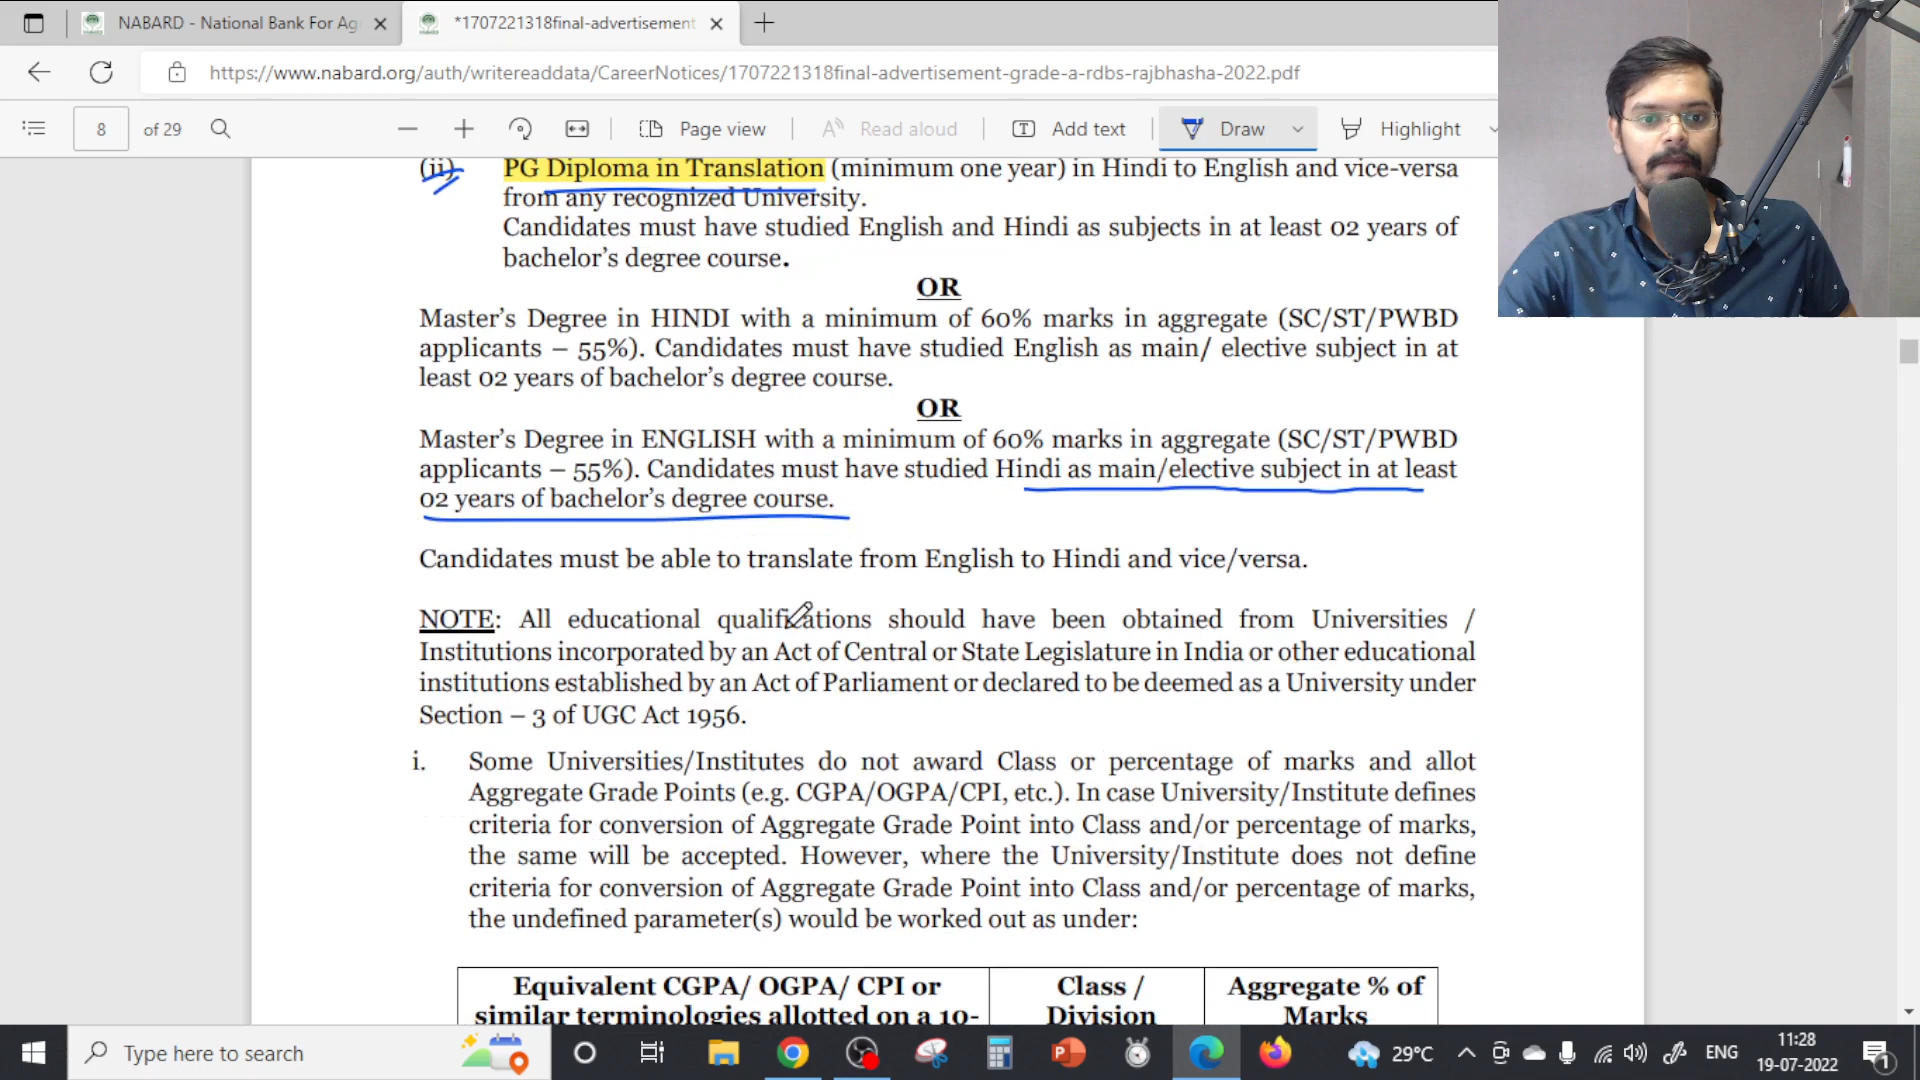 NABARD - National Bank For Ag
*1707221318final-advertisement
https://www.nabard.org/auth/writereaddata/CareerNotices/1707221318final-advertisement-grade-a-rdbs-rajbhasha-2022.pdf
8 of 29
Page view
Read aloud
Add text
Draw
Highlight
(ii) PG Diploma in Translation (minimum one year) in Hindi to English and vice-versa
from any recognized University.
Candidates must have studied English and Hindi as subjects in at least 02 years of
bachelor's degree course.
OR
Master's Degree in HINDI with a minimum of 60% marks in aggregate (SC/ST/PWBD
applicants – 55%). Candidates must have studied English as main/ elective subject in at
least 02 years of bachelor's degree course.
OR
Master's Degree in ENGLISH with a minimum of 60% marks in aggregate (SC/ST/PWBD
applicants – 55%). Candidates must have studied Hindi as main/elective subject in at least
02 years of bachelor's degree course.
Candidates must be able to translate from English to Hindi and vice/versa.
NOTE: All educational qualifications should have been obtained from Universities /
Institutions incorporated by an Act of Central or State Legislature in India or other educational
institutions established by an Act of Parliament or declared to be deemed as a University under
Section – 3 of UGC Act 1956.
i. Some Universities/Institutes do not award Class or percentage of marks and allot
Aggregate Grade Points (e.g. CGPA/OGPA/CPI, etc.). In case University/Institute defines
criteria for conversion of Aggregate Grade Point into Class and/or percentage of marks,
the same will be accepted. However, where the University/Institute does not define
criteria for conversion of Aggregate Grade Point into Class and/or percentage of marks,
the undefined parameter(s) would be worked out as under:
Equivalent CGPA/ OGPA/ CPI or
similar terminologies allotted on a 10-
Class /
Division
Aggregate % of
Marks
Type here to search
29°C
ENG
11:28
19-07-2022
1